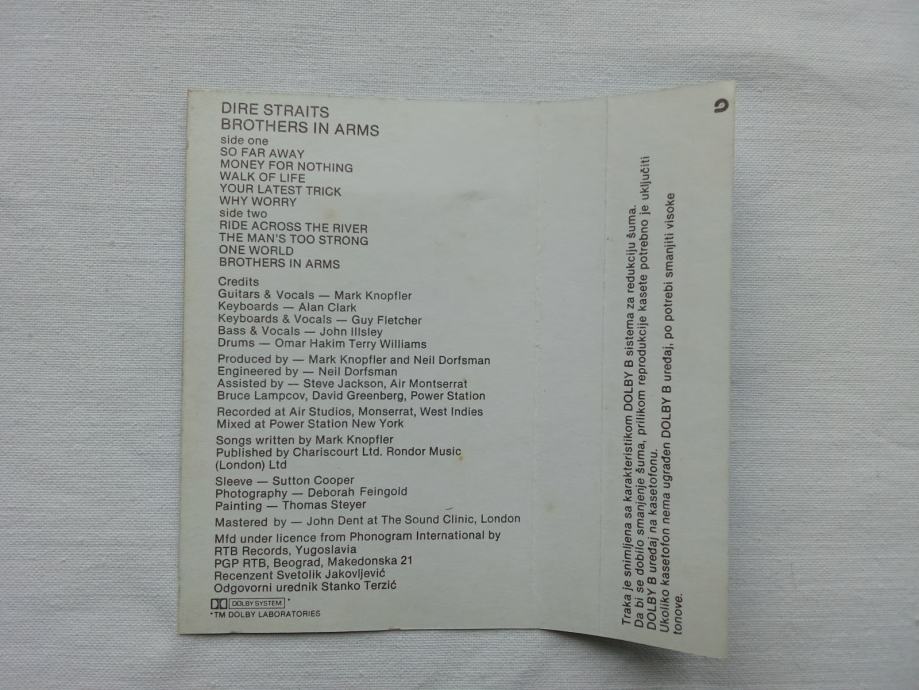 DIRE STRAITS
BROTHERS IN ARMS
side one
SO FAR AWAY
MONEY FOR NOTHING
WALK OF LIFE
YOUR LATEST TRICK
WHY WORRY
side two
RIDE ACROSS THE RIVER
THE MAN'S TOO STRONG
ONE WORLD
BROTHERS IN ARMS
Credits
Guitars & Vocals — Mark Knopfler
Keyboards — Alan Clark
Keyboards & Vocals — Guy Fletcher
Bass & Vocals — John Illsley
Drums — Omar Hakim Terry Williams
Produced by — Mark Knopfler and Neil Dorfsman
Engineered by — Neil Dorfsman
Assisted by — Steve Jackson, Air Montserrat
Bruce Lampcov, David Greenberg, Power Station
Recorded at Air Studios, Monserrat, West Indies
Mixed at Power Station New York
Songs written by Mark Knopfler
Published by Chariscourt Ltd. Rondor Music
(London) Ltd
Sleeve — Sutton Cooper
Photography — Deborah Feingold
Painting — Thomas Steyer
Mastered by — John Dent at The Sound Clinic, London
Mfd under licence from Phonogram International by
RTB Records, Yugoslavia
PGP RTB, Beograd, Makedonska 21
Recenzent Svetolik Jakovljević
Odgovorni urednik Stanko Terzić
DOLBY SYSTEM *
*TM DOLBY LABORATORIES
Traka je snimljena sa karakteristikom DOLBY B sistema za redukciju šuma.
Da bi se dobilo smanjenje šuma, prilikom reprodukcije kasete potrebno je uključiti
DOLBY B uređaj na kasetofonu.
Ukoliko kasetofon nema ugrađen DOLBY B uređaj, po potrebi smanjiti visoke
tonove.